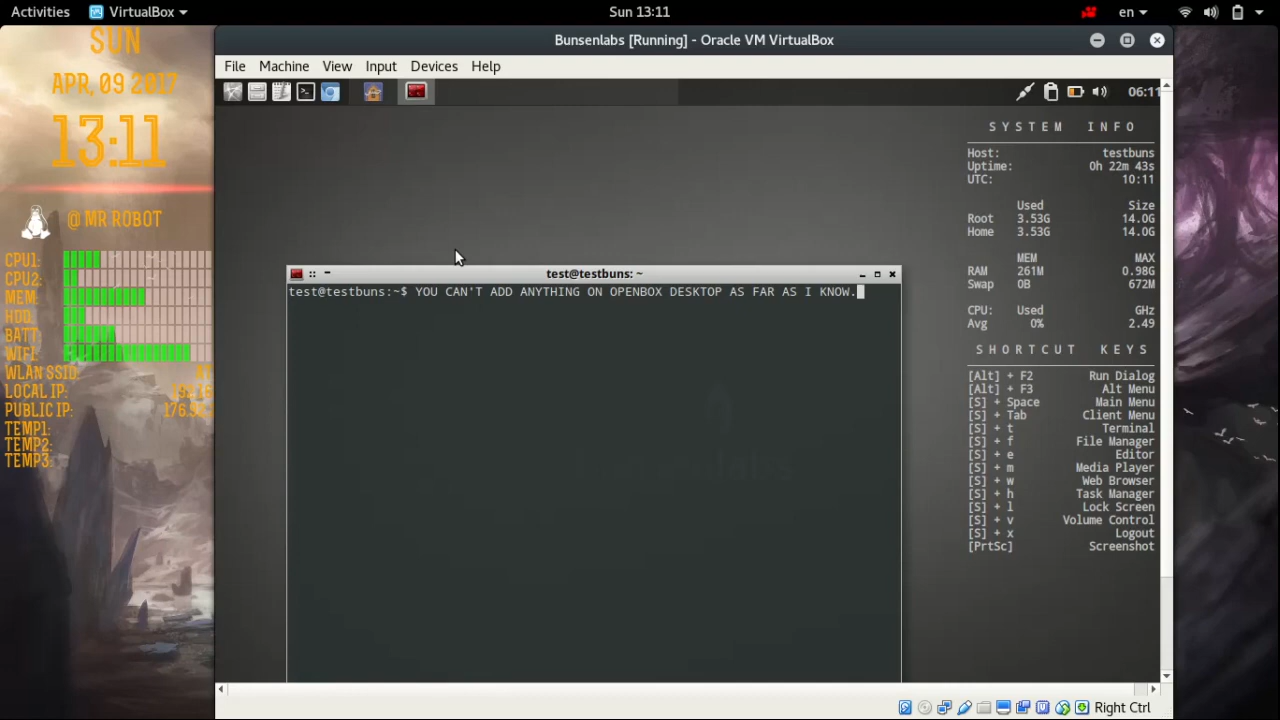 Activities VirtualBox Sun 13:11 en
SUN
APR, 09 2017
13:11
@ MR ROBOT
CPU1:
CPU2:
MEM:
HDD:
BATT:
WIFI:
WLAN SSID:
LOCAL IP: 192.16
PUBLIC IP: 176.92.
TEMP1:
TEMP2:
TEMP3:
Bunsenlabs [Running] - Oracle VM VirtualBox
File Machine View Input Devices Help
06:11
SYSTEM INFO
Host: testbuns
Uptime: 0h 22m 43s
UTC: 10:11
Used Size
Root 3.53G 14.0G
Home 3.53G 14.0G
MEM MAX
RAM 261M 0.98G
Swap 0B 672M
CPU: Used GHz
Avg 0% 2.49
SHORTCUT KEYS
[Alt] + F2 Run Dialog
[Alt] + F3 Alt Menu
[S] + Space Main Menu
[S] + Tab Client Menu
[S] + t Terminal
[S] + f File Manager
[S] + e Editor
[S] + m Media Player
[S] + w Web Browser
[S] + h Task Manager
[S] + l Lock Screen
[S] + v Volume Control
[S] + x Logout
[PrtSc] Screenshot
test@testbuns: ~
test@testbuns:~$ YOU CAN'T ADD ANYTHING ON OPENBOX DESKTOP AS FAR AS I KNOW.
Right Ctrl